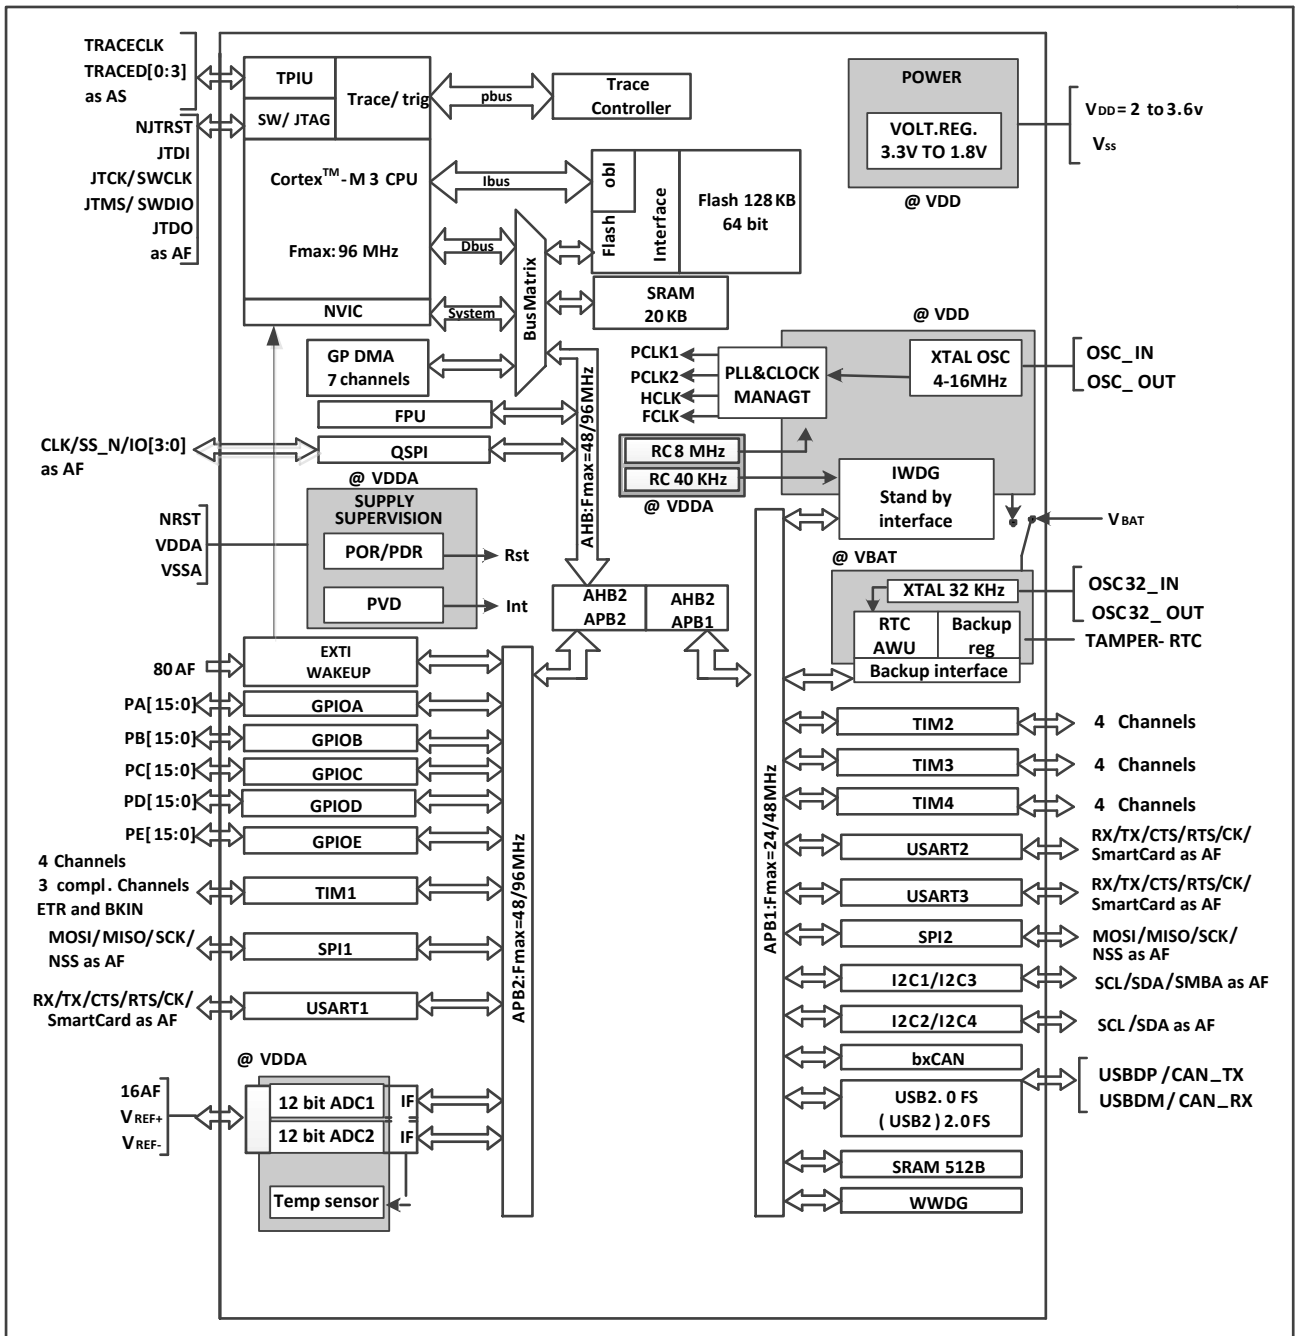 TRACECLK
TRACED[0:3]
as AS
NJTRST
JTDI
JTCK/SWCLK
JTMS/SWDIO
JTDO
as AF
TPIU
SW/ JTAG
Trace/ trig
Cortex™-M 3 CPU
Fmax: 96 MHz
NVIC
pbus
Trace
Controller
Ibus
Dbus
System
BusMatrix
obl
Flash
Interface
Flash 128 KB
64 bit
SRAM
20 KB
POWER
VOLT.REG.
3.3V TO 1.8V
@ VDD
VDD = 2 to 3.6v
Vss
GP DMA
7 channels
FPU
QSPI
CLK/SS_N/IO[3:0]
as AF
AHB:Fmax=48/96MHz
@ VDD
PCLK1
PCLK2
HCLK
FCLK
PLL&CLOCK
MANAGT
XTAL OSC
4-16MHz
OSC_IN
OSC_ OUT
RC 8 MHz
RC 40 KHz
@ VDDA
IWDG
Stand by
interface
VBAT
@ VDDA
SUPPLY
SUPERVISION
POR/PDR
PVD
Rst
Int
NRST
VDDA
VSSA
AHB2
APB2
AHB2
APB1
@ VBAT
XTAL 32 KHz
RTC
AWU
Backup
reg
Backup interface
OSC32_IN
OSC32_ OUT
TAMPER- RTC
80 AF
EXTI
WAKEUP
PA[ 15:0]
GPIOA
PB[ 15:0]
GPIOB
PC[ 15:0]
GPIOC
PD[ 15:0]
GPIOD
PE[ 15:0]
GPIOE
4 Channels
3 compl. Channels
ETR and BKIN
TIM1
MOSI/MISO/SCK/
NSS as AF
SPI1
RX/TX/CTS/RTS/CK/
SmartCard as AF
USART1
APB2:Fmax=48/96MHz
@ VDDA
16AF
VREF+
VREF-
12 bit ADC1
IF
12 bit ADC2
IF
Temp sensor
APB1:Fmax=24/48MHz
TIM2
4 Channels
TIM3
4 Channels
TIM4
4 Channels
USART2
RX/TX/CTS/RTS/CK/
SmartCard as AF
USART3
RX/TX/CTS/RTS/CK/
SmartCard as AF
SPI2
MOSI/MISO/SCK/
NSS as AF
I2C1/I2C3
SCL/SDA/SMBA as AF
I2C2/I2C4
SCL/SDA as AF
bxCAN
USB2. 0 FS
( USB2 ) 2.0 FS
USBDP /CAN_TX
USBDM/ CAN_RX
SRAM 512B
WWDG